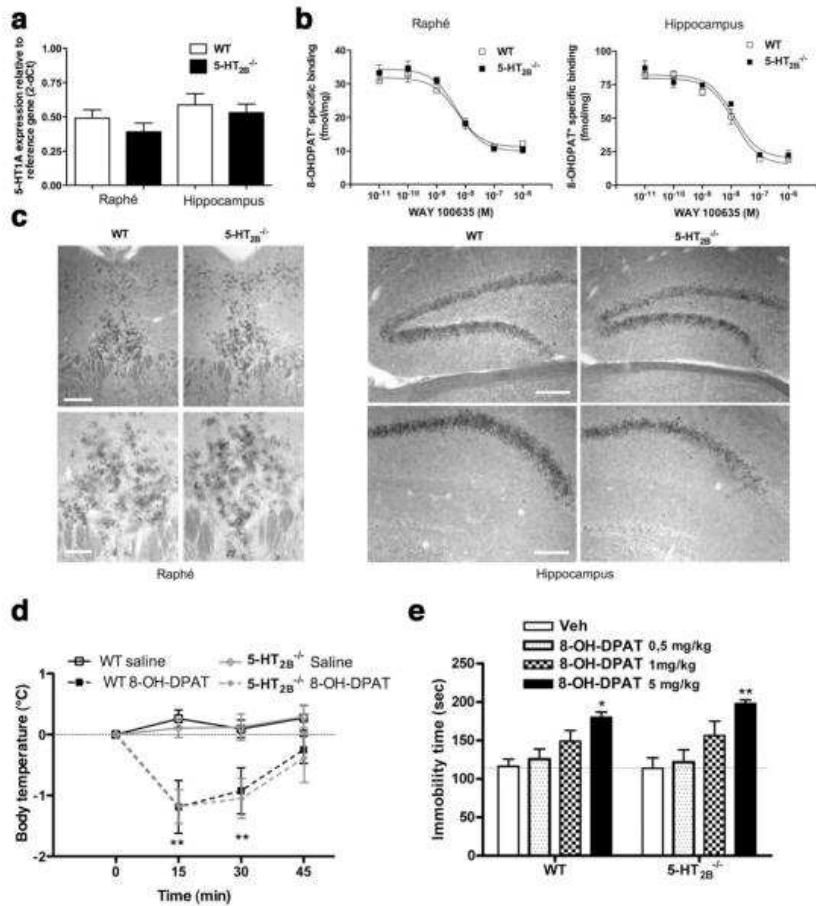 a
5-HT1A expression relative to
reference gene (2-dCt)
1.00
0.75
0.50
0.25
0.00
WT
5-HT2B-/-
Raphé
Hippocampus
b
Raphé
8-OHDPAT* specific binding
(fmol/mg)
40
30
20
10
0
WT
5-HT2B-/-
10-11
10-10
10-9
10-8
10-7
10-6
WAY 100635 (M)
Hippocampus
8-OHDPAT* specific binding
(fmol/mg)
100
75
50
25
0
WT
5-HT2B-/-
10-11
10-10
10-9
10-8
10-7
10-6
WAY 100635 (M)
c
WT
5-HT2B-/-
Raphé
WT
5-HT2B-/-
Hippocampus
d
WT saline
5-HT2B-/- Saline
WT 8-OH-DPAT
5-HT2B-/- 8-OH-DPAT
Body temperature (°C)
1
0
-1
-2
**
**
0
15
30
45
Time (min)
e
Veh
8-OH-DPAT 0,5 mg/kg
8-OH-DPAT 1mg/kg
8-OH-DPAT 5 mg/kg
Immobility time (sec)
250
200
150
100
50
0
*
**
WT
5-HT2B-/-